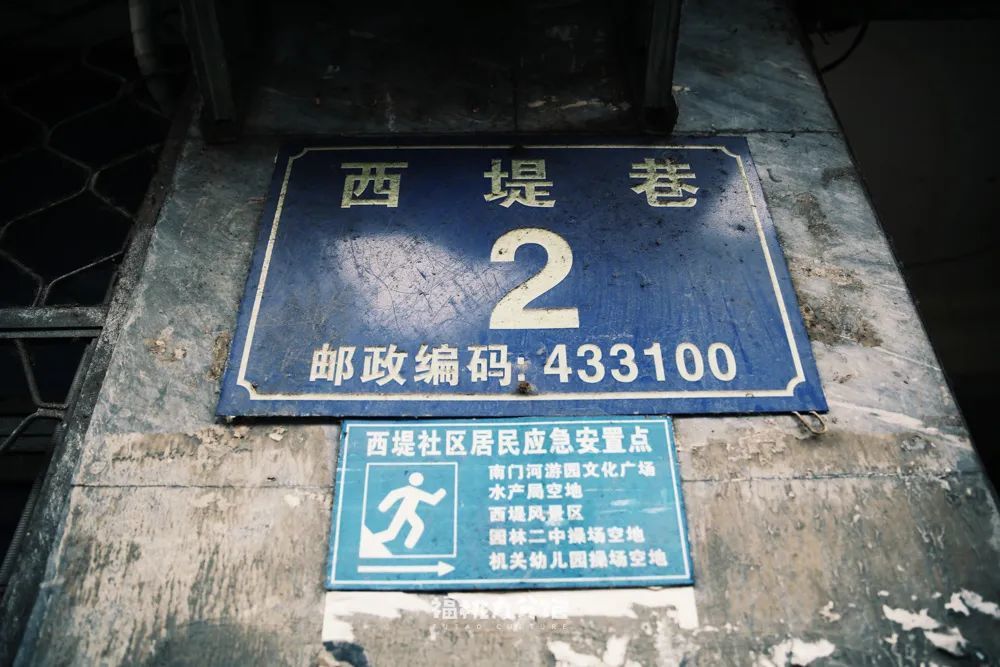 西堤巷
2
邮政编码:433100
西堤社区居民应急安置点
南门河游园文化广场
水产局空地
西堤风景区
园林二中操场空地
机关幼儿园操场空地